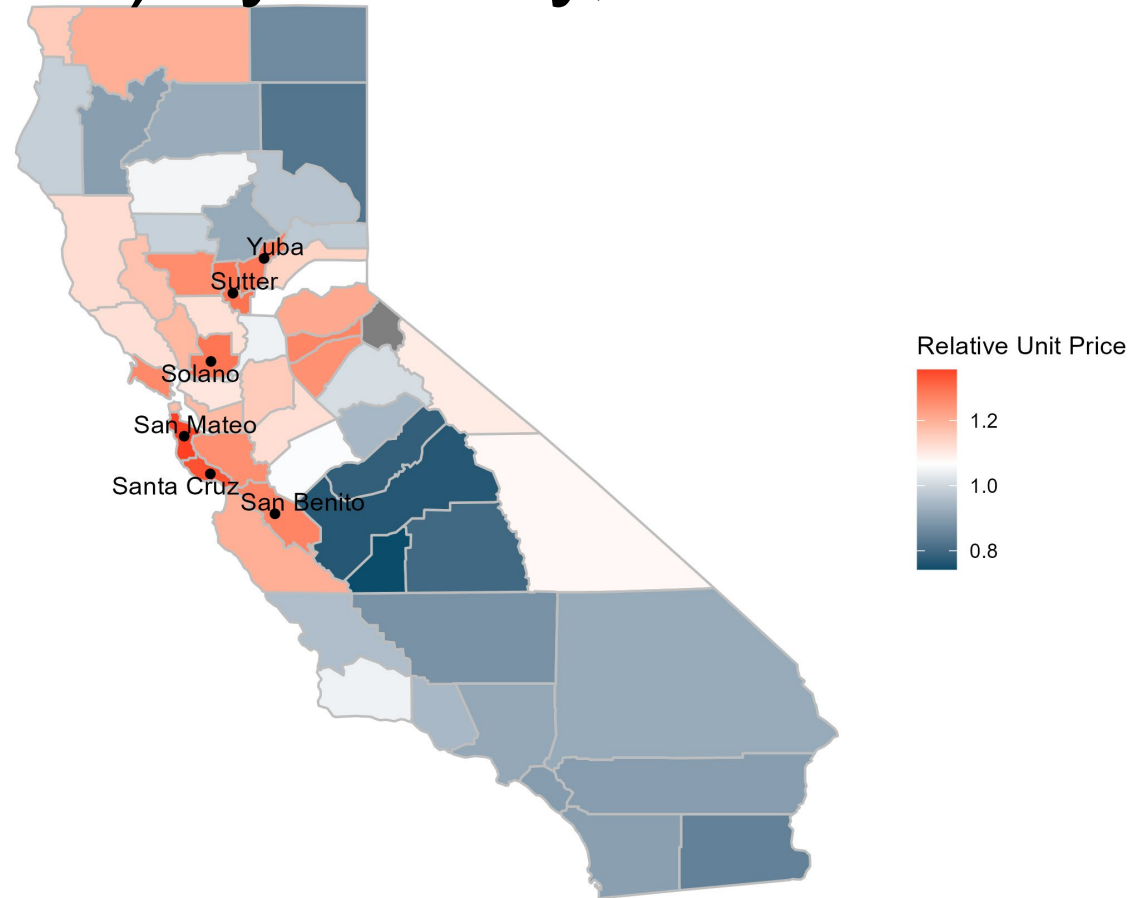 Yuba
Sutter
Solano
San Mateo
Santa Cruz
San Benito
Relative Unit Price
1.2
1.0
0.8